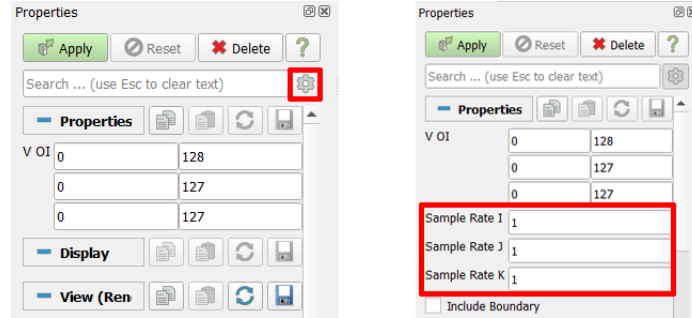 Properties
Apply Reset Delete ?
Search ... (use Esc to clear text)
Properties
V OI 0 128
0 127
0 127
Display
View (Ren
Properties
Apply Reset Delete ?
Search ... (use Esc to clear text)
Properties
V OI 0 128
0 127
0 127
Sample Rate I 1
Sample Rate J 1
Sample Rate K 1
Include Boundary